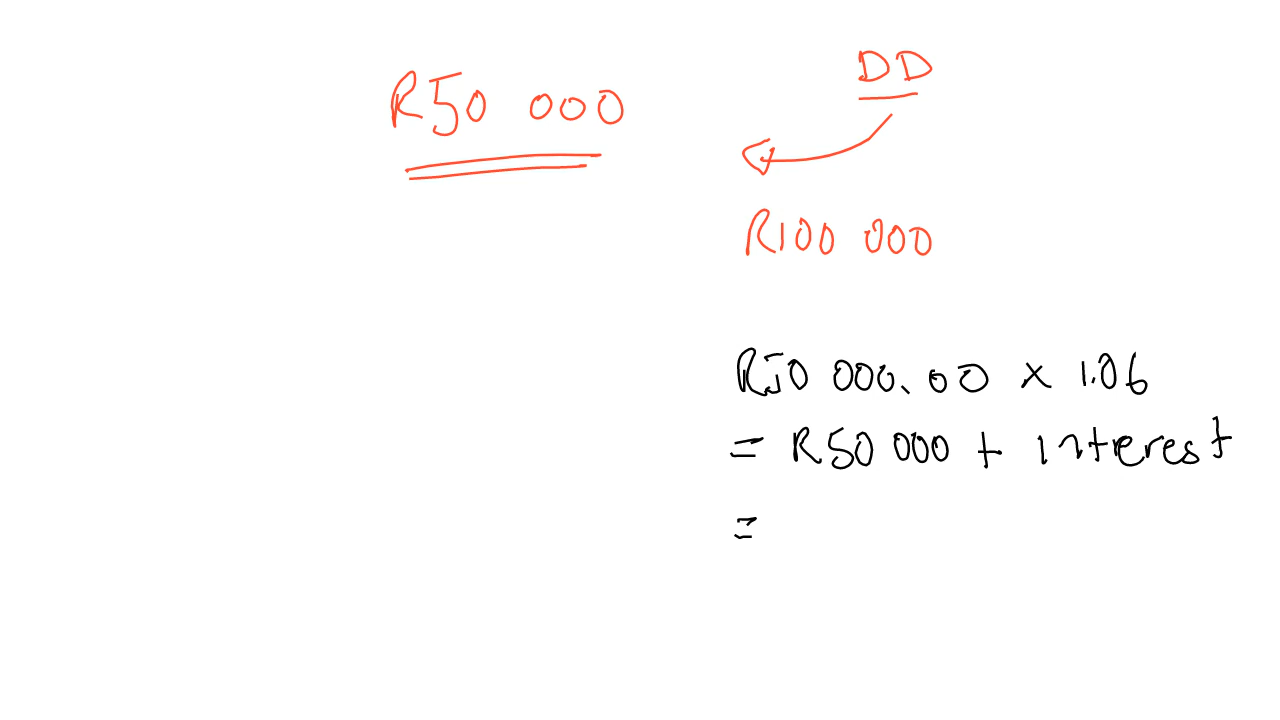 R50 000
DD
R100 000
R50 000.00 × 1.06
= R50 000 + interest
=